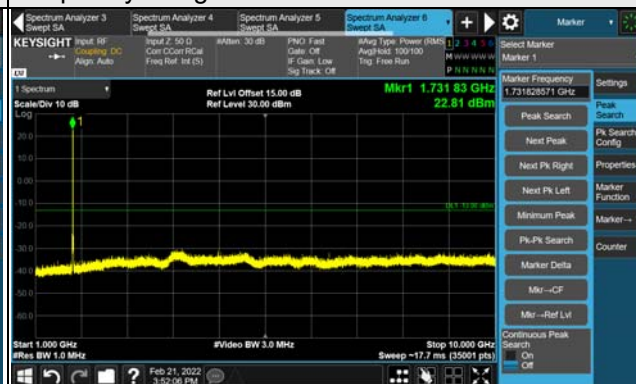 Spectrum Analyzer 3
Swept SA
Spectrum Analyzer 4
Swept SA
Spectrum Analyzer 5
Swept SA
Spectrum Analyzer 6
Swept SA
Marker
KEYSIGHT
Input: RF
Coupling: DC
Align: Auto
Input Z: 50 Ω
Corr CCorr RCal
Freq Ref: Int (S)
#Atten: 30 dB
PNO: Fast
Gate: Off
IF Gain: Low
Sig Track: Off
#Avg Type: Power (RMS
Avg|Hold: 100/100
Trig: Free Run
1 2 3 4 5 6
M W W W W W
P N N N N N
Select Marker
Marker 1
LXI
1 Spectrum
Scale/Div 10 dB
Log
Ref Lvl Offset 15.00 dB
Ref Level 30.00 dBm
Mkr1 1.731 83 GHz
22.81 dBm
1
20.0
10.0
0.00
-10.0
-20.0
-30.0
-40.0
-50.0
-60.0
DL1 -13.00 dBm
Start 1.000 GHz
#Res BW 1.0 MHz
#Video BW 3.0 MHz
Stop 10.000 GHz
Sweep ~17.7 ms (35001 pts)
Marker Frequency
1.731828571 GHz
Peak Search
Next Peak
Next Pk Right
Next Pk Left
Minimum Peak
Pk-Pk Search
Marker Delta
Mkr→CF
Mkr→Ref Lvl
Continuous Peak
Search
On
Off
Settings
Peak
Search
Pk Search
Config
Properties
Marker
Function
Marker→
Counter
Feb 21, 2022
3:52:06 PM